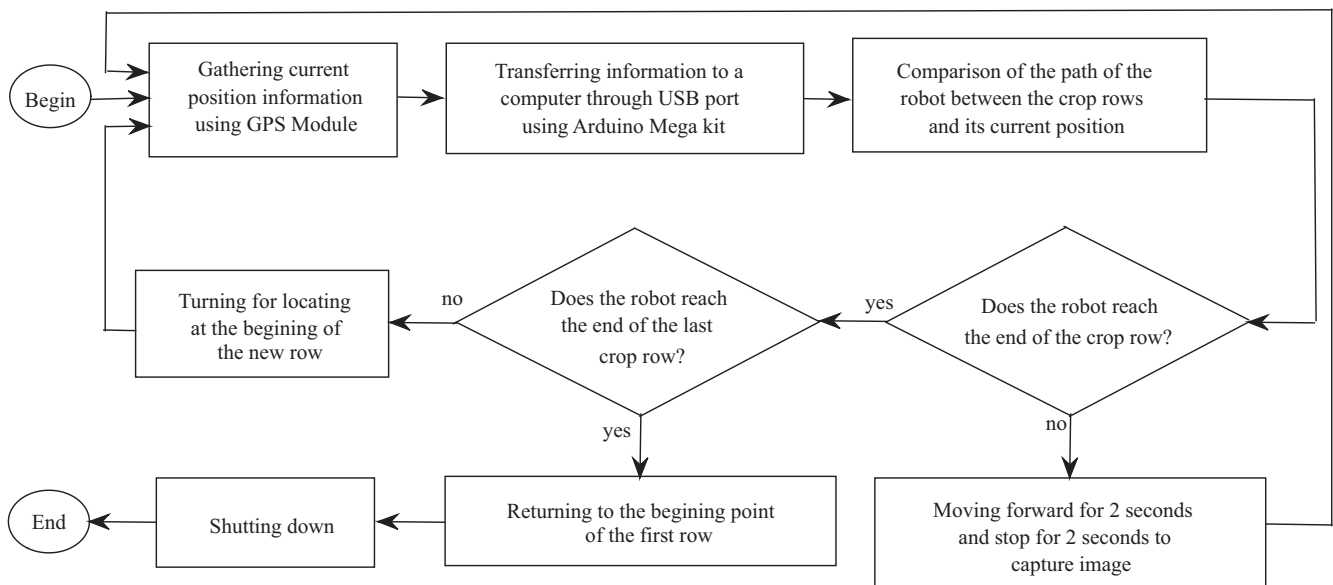 Begin
Gathering current
position information
using GPS Module
Transferring information to a
computer through USB port
using Arduino Mega kit
Comparison of the path of the
robot between the crop rows
and its current position
Does the robot reach
the end of the crop row?
yes
no
Does the robot reach
the end of the last
crop row?
no
yes
Turning for locating
at the begining of
the new row
Moving forward for 2 seconds
and stop for 2 seconds to
capture image
Returning to the begining point
of the first row
Shutting down
End